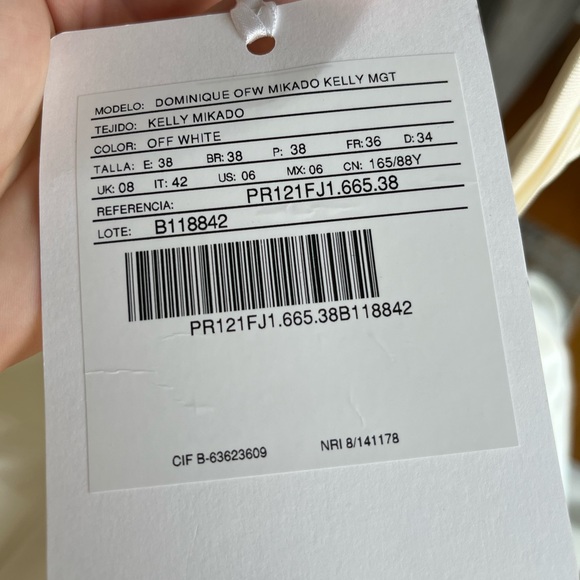 MODELO: DOMINIQUE OFW MIKADO KELLY MGT
TEJIDO: KELLY MIKADO
COLOR: OFF WHITE
TALLA: E: 38 BR: 38 P: 38 FR: 36 D: 34
UK: 08 IT: 42 US: 06 MX: 06 CN: 165/88Y
REFERENCIA: PR121FJ1.665.38
LOTE: B118842
PR121FJ1.665.38B118842
CIF B-63623609 NRI 8/141178